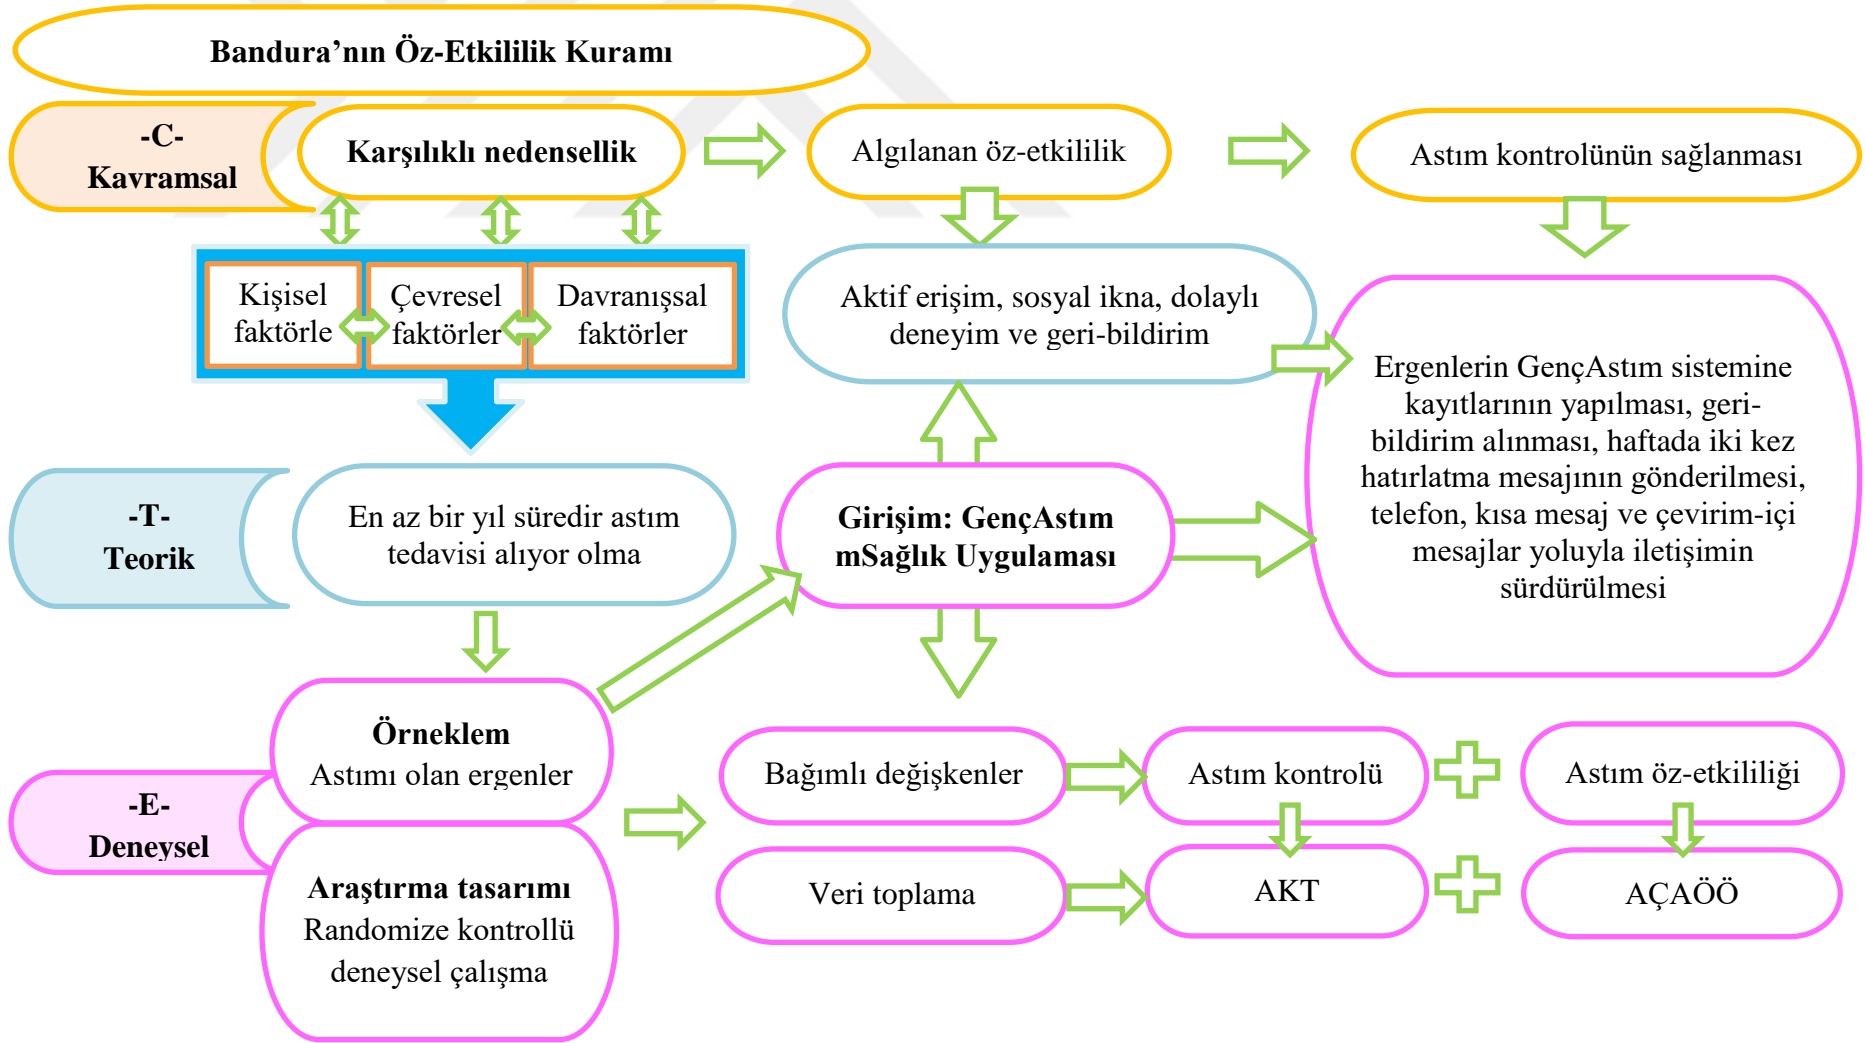 Bandura’nın Öz-Etkililik Kuramı
-C-
Kavramsal
Karşılıklı nedensellik
Algılanan öz-etkililik
Astım kontrolünün sağlanması
Kişisel
faktörle
Çevresel
faktörler
Davranışsal
faktörler
Aktif erişim, sosyal ikna, dolaylı
deneyim ve geri-bildirim
Ergenlerin GençAstım sistemine
kayıtlarının yapılması, geri-
bildirim alınması, haftada iki kez
hatırlatma mesajının gönderilmesi,
telefon, kısa mesaj ve çevirim-içi
mesajlar yoluyla iletişimin
sürdürülmesi
-T-
Teorik
En az bir yıl süredir astım
tedavisi alıyor olma
Girişim: GençAstım
mSağlık Uygulaması
-E-
Deneysel
Örneklem
Astımı olan ergenler
Araştırma tasarımı
Randomize kontrollü
deneysel çalışma
Bağımlı değişkenler
Astım kontrolü
Astım öz-etkililiği
Veri toplama
AKT
AÇAÖÖ